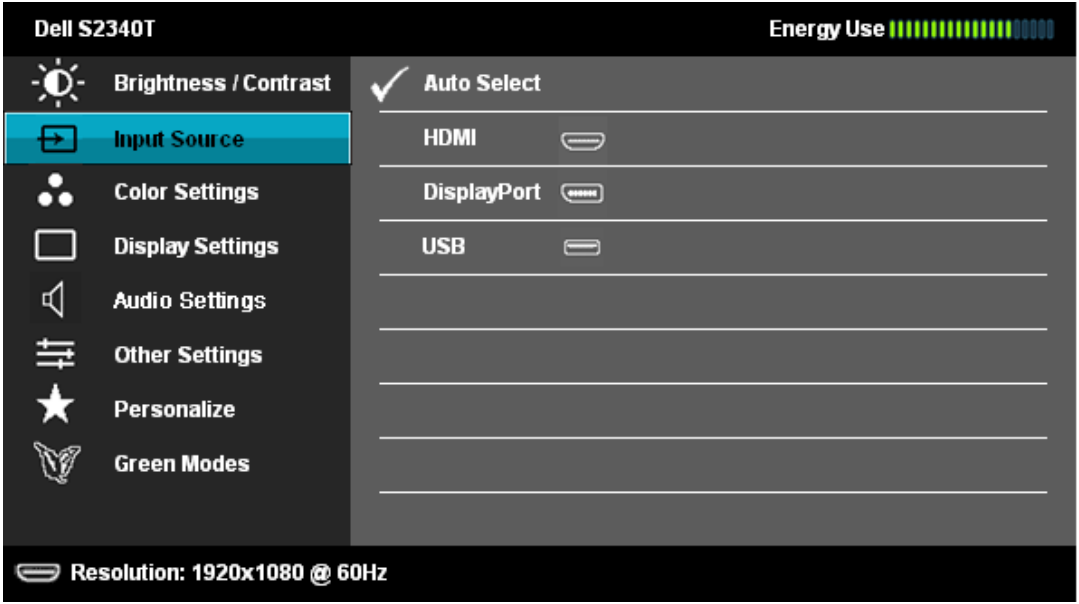 Dell S2340T
Energy Use
Brightness / Contrast
Auto Select
Input Source
HDMI
Color Settings
DisplayPort
Display Settings
USB
Audio Settings
Other Settings
Personalize
Green Modes
Resolution: 1920x1080 @ 60Hz